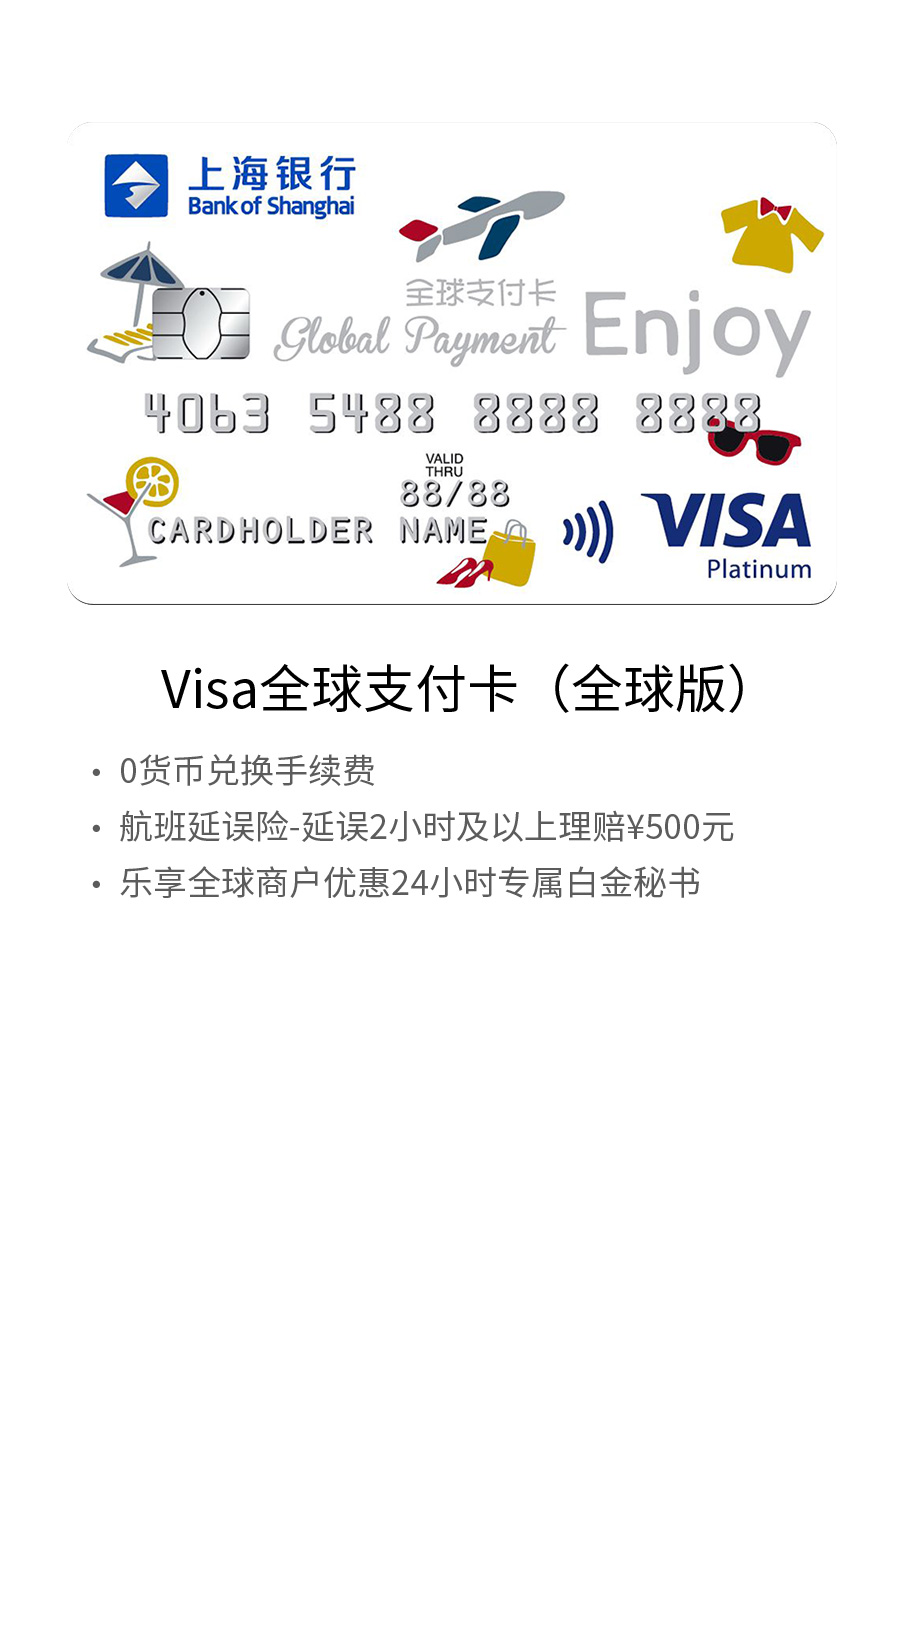 上海银行
Bank of Shanghai
全球支付卡
Global Payment Enjoy
4063 5488 8888 8888
VALID
THRU
88/88
CARDHOLDER NAME
VISA
Platinum
Visa全球支付卡（全球版）
• 0货币兑换手续费
• 航班延误险-延误2小时及以上理赔¥500元
• 乐享全球商户优惠24小时专属白金秘书